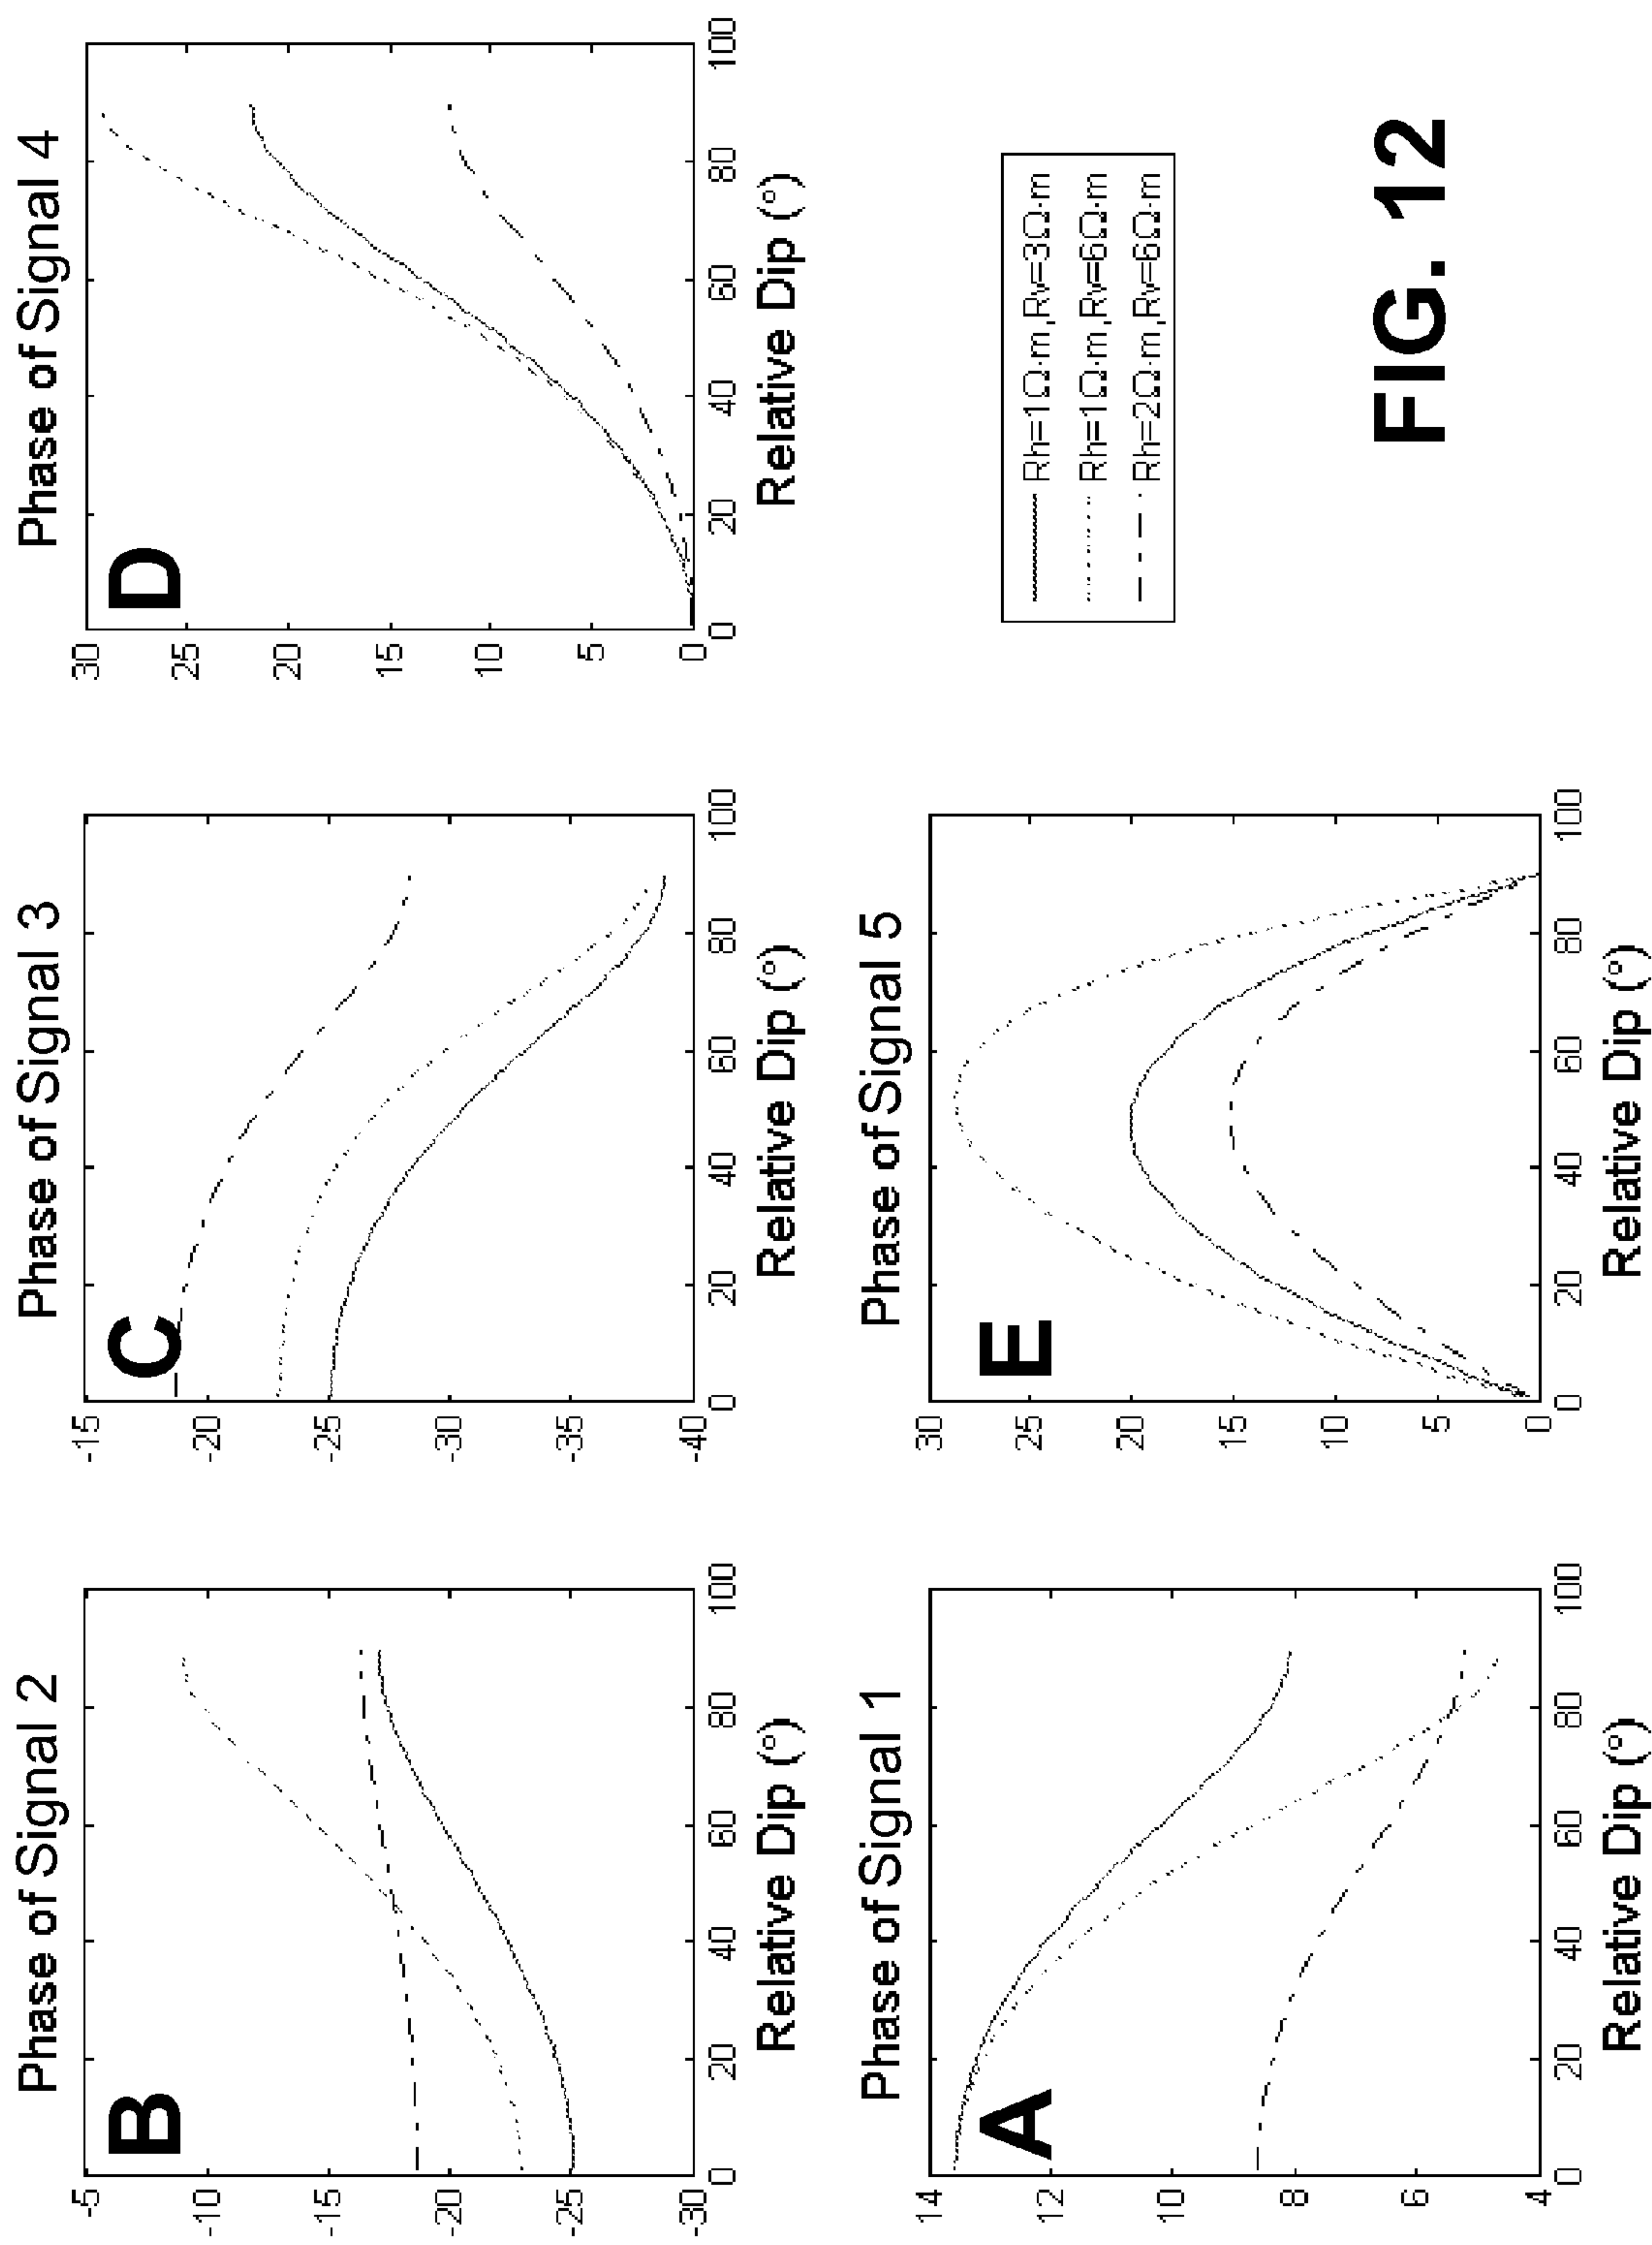 Phase of Signal 2
B
-5
-10
-15
-20
-25
-30
0 20 40 60 80 100
Relative Dip (°)
Phase of Signal 3
C
-15
-20
-25
-30
-35
-40
0 20 40 60 80 100
Relative Dip (°)
Phase of Signal 4
D
30
25
20
15
10
5
0
0 20 40 60 80 100
Relative Dip (°)
Phase of Signal 1
A
14
12
10
8
6
4
0 20 40 60 80 100
Relative Dip (°)
Phase of Signal 5
E
30
25
20
15
10
5
0
0 20 40 60 80 100
Relative Dip (°)
Rh=1Ω·m,Rv=3Ω·m
Rh=1Ω·m,Rv=6Ω·m
Rh=2Ω·m,Rv=6Ω·m
FIG. 12